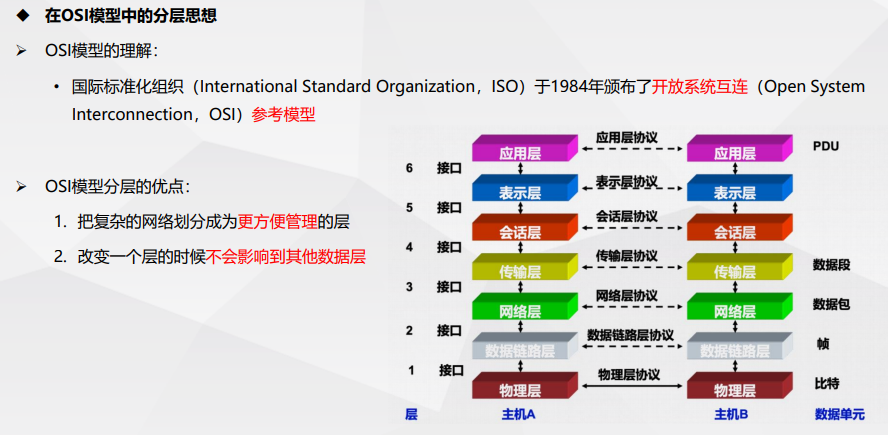 ◆ 在OSI模型中的分层思想
➢ OSI模型的理解：
• 国际标准化组织（International Standard Organization，ISO）于1984年颁布了开放系统互连（Open System
Interconnection，OSI）参考模型
➢ OSI模型分层的优点：
1. 把复杂的网络划分成为更方便管理的层
2. 改变一个层的时候不会影响到其他数据层
应用层 应用层协议 应用层 PDU
6 接口
表示层 表示层协议 表示层
5 接口
会话层 会话层协议 会话层
4 接口
传输层 传输层协议 传输层 数据段
3 接口
网络层 网络层协议 网络层 数据包
2 接口
数据链路层 数据链路层协议 数据链路层 帧
1 接口
物理层 物理层协议 物理层 比特
层 主机A 主机B 数据单元